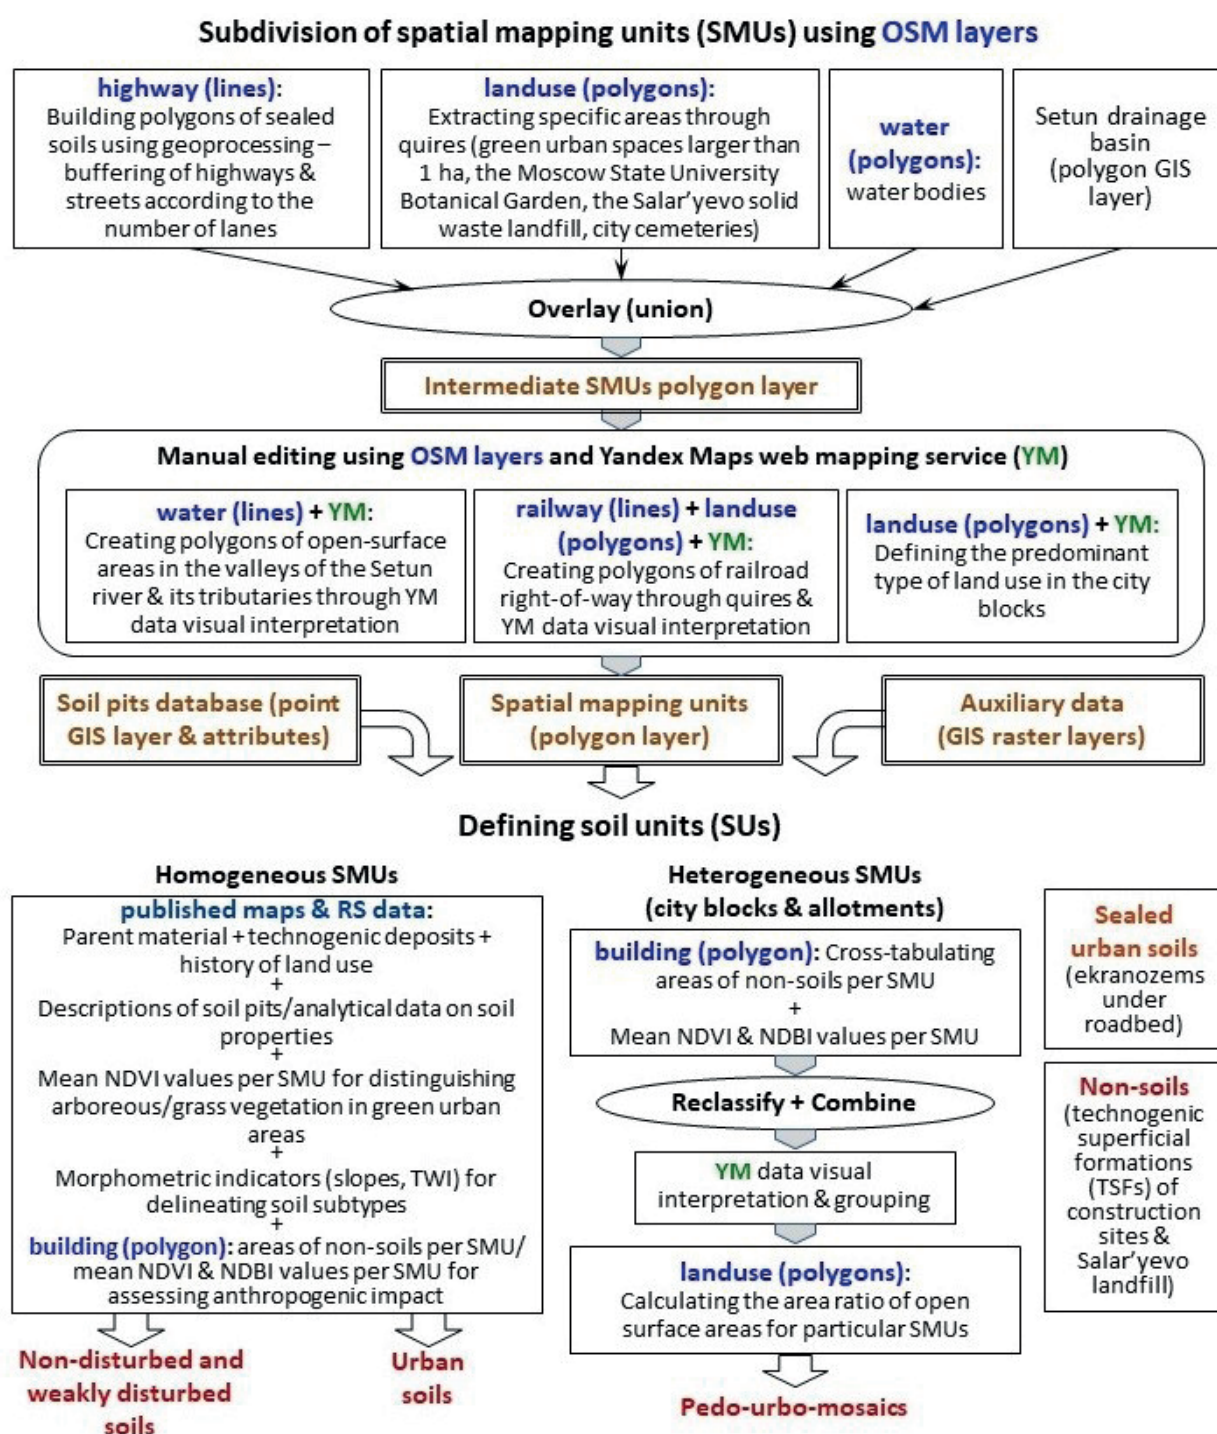 Subdivision of spatial mapping units (SMUs) using OSM layers
highway (lines):
Building polygons of sealed
soils using geoprocessing –
buffering of highways &
streets according to the
number of lanes
landuse (polygons):
Extracting specific areas through
quires (green urban spaces larger than
1 ha, the Moscow State University
Botanical Garden, the Salar'yevo solid
waste landfill, city cemeteries)
water
(polygons):
water bodies
Setun drainage
basin
(polygon GIS
layer)
Overlay (union)
Intermediate SMUs polygon layer
Manual editing using OSM layers and Yandex Maps web mapping service (YM)
water (lines) + YM:
Creating polygons of open-surface
areas in the valleys of the Setun
river & its tributaries through YM
data visual interpretation
railway (lines) + landuse
(polygons) + YM:
Creating polygons of railroad
right-of-way through quires &
YM data visual interpretation
landuse (polygons) + YM:
Defining the predominant
type of land use in the city
blocks
Soil pits database (point
GIS layer & attributes)
Spatial mapping units
(polygon layer)
Auxiliary data
(GIS raster layers)
Defining soil units (SUs)
Homogeneous SMUs
published maps & RS data:
Parent material + technogenic deposits +
history of land use
+
Descriptions of soil pits/analytical data on soil
properties
+
Mean NDVI values per SMU for distinguishing
arboreous/grass vegetation in green urban
areas
+
Morphometric indicators (slopes, TWI) for
delineating soil subtypes
+
building (polygon): areas of non-soils per SMU/
mean NDVI & NDBI values per SMU for
assessing anthropogenic impact
Non-disturbed and
weakly disturbed
soils
Urban
soils
Heterogeneous SMUs
(city blocks & allotments)
building (polygon): Cross-tabulating
areas of non-soils per SMU
+
Mean NDVI & NDBI values per SMU
Reclassify + Combine
YM data visual
interpretation & grouping
landuse (polygons):
Calculating the area ratio of open
surface areas for particular SMUs
Pedo-urbo-mosaics
Sealed
urban soils
(ekranozems
under
roadbed)
Non-soils
(technogenic
superficial
formations
(TSFs) of
construction
sites &
Salar'yevo
landfill)